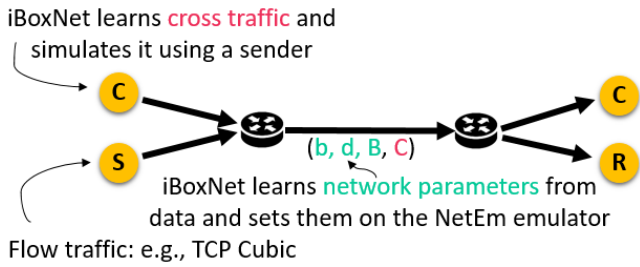 iBoxNet learns cross traffic and
simulates it using a sender
C
C
S
(b, d, B, C)
R
iBoxNet learns network parameters from
data and sets them on the NetEm emulator
Flow traffic: e.g., TCP Cubic